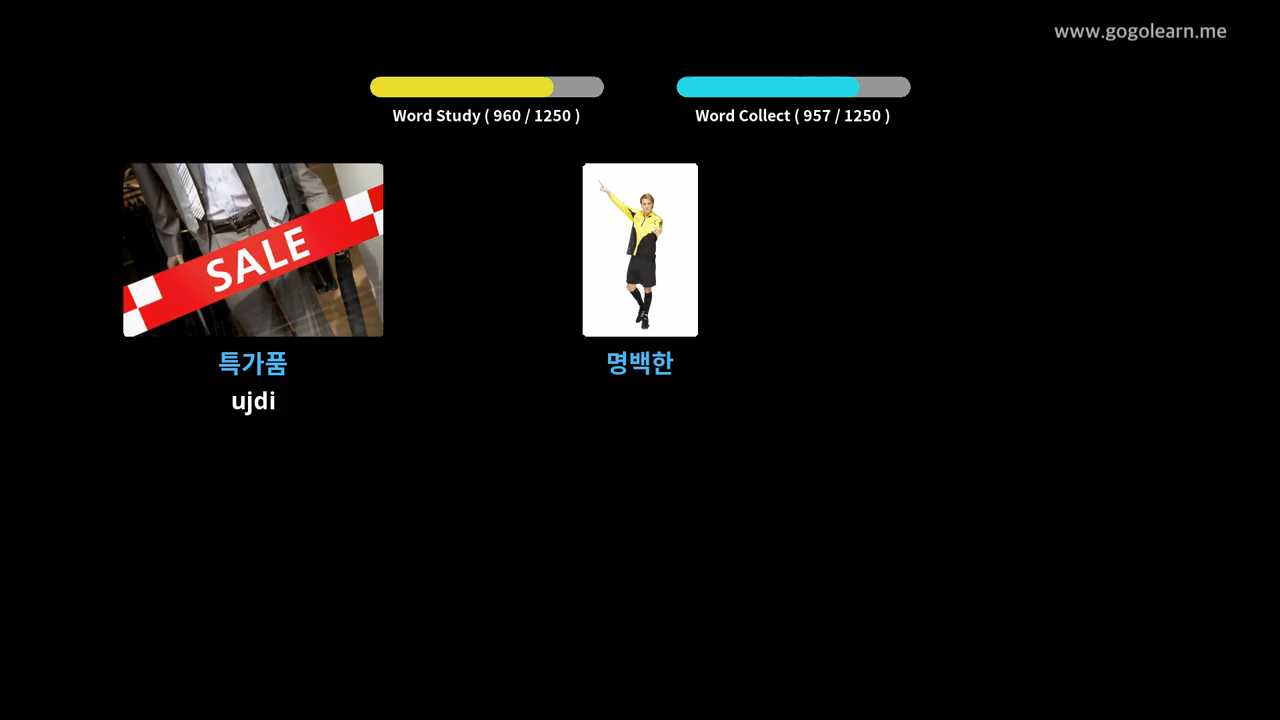 www.gogolearn.me
Word Study ( 960 / 1250 )
Word Collect ( 957 / 1250 )
SALE
특가품
ujdi
명백한